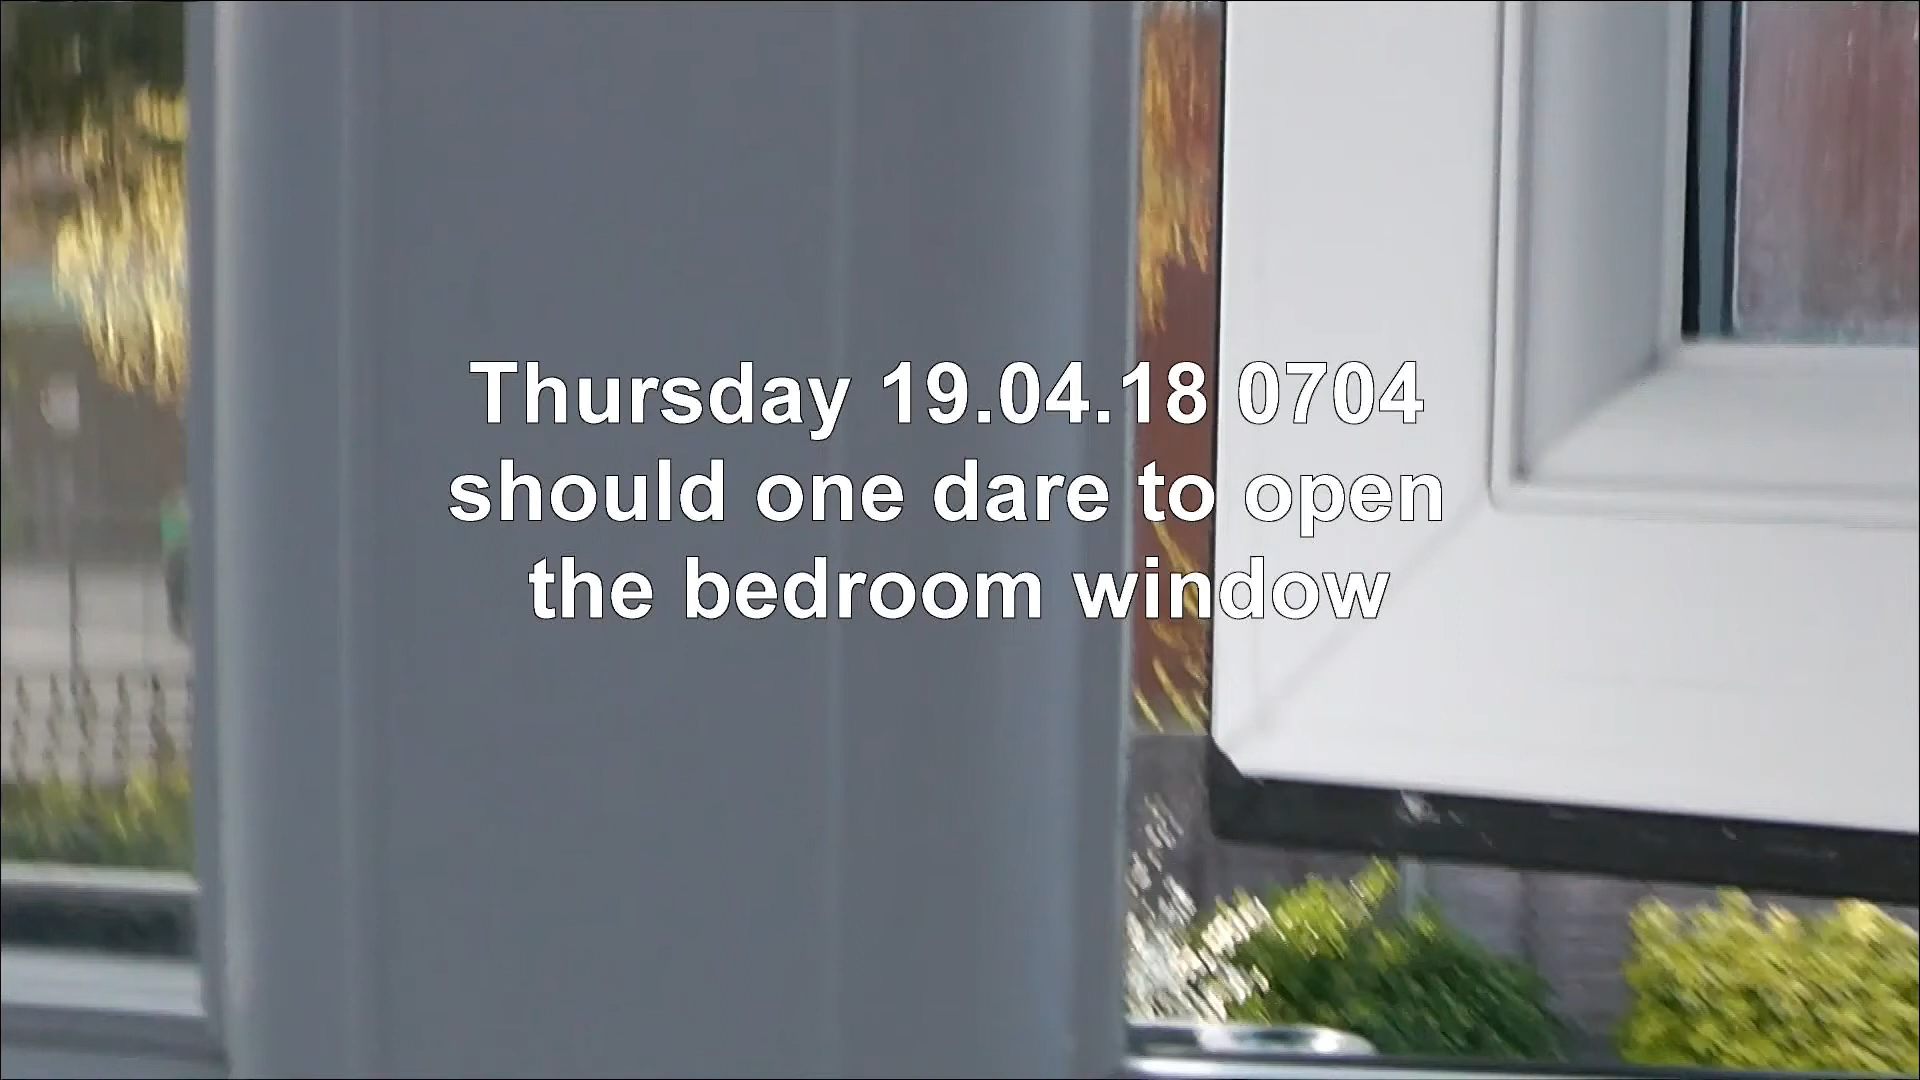 Thursday 19.04.18 0704
should one dare to open
the bedroom window